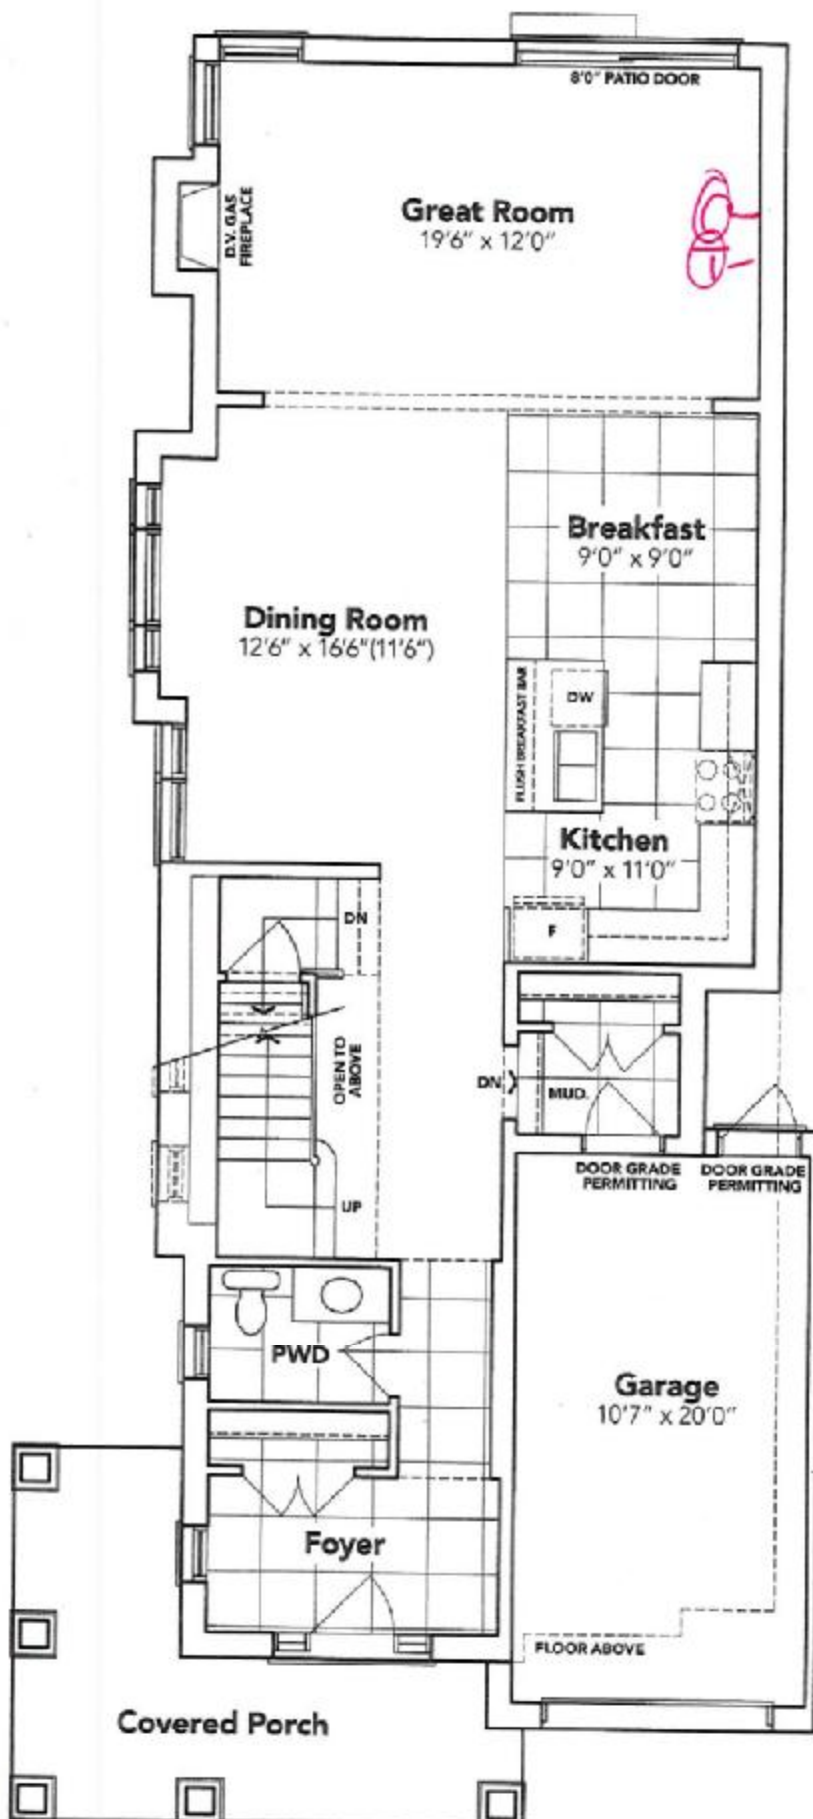 8'0" PATIO DOOR
D.V. GAS
FIREPLACE
Great Room
19'6" x 12'0"
Breakfast
9'0" x 9'0"
Dining Room
12'6" x 16'6"(11'6")
FLUSH BREAKFAST BAR
DW
Kitchen
9'0" x 11'0"
F
DN
OPEN TO
ABOVE
DN
MUD.
UP
DOOR GRADE
PERMITTING
DOOR GRADE
PERMITTING
PWD
Garage
10'7" x 20'0"
Foyer
FLOOR ABOVE
Covered Porch